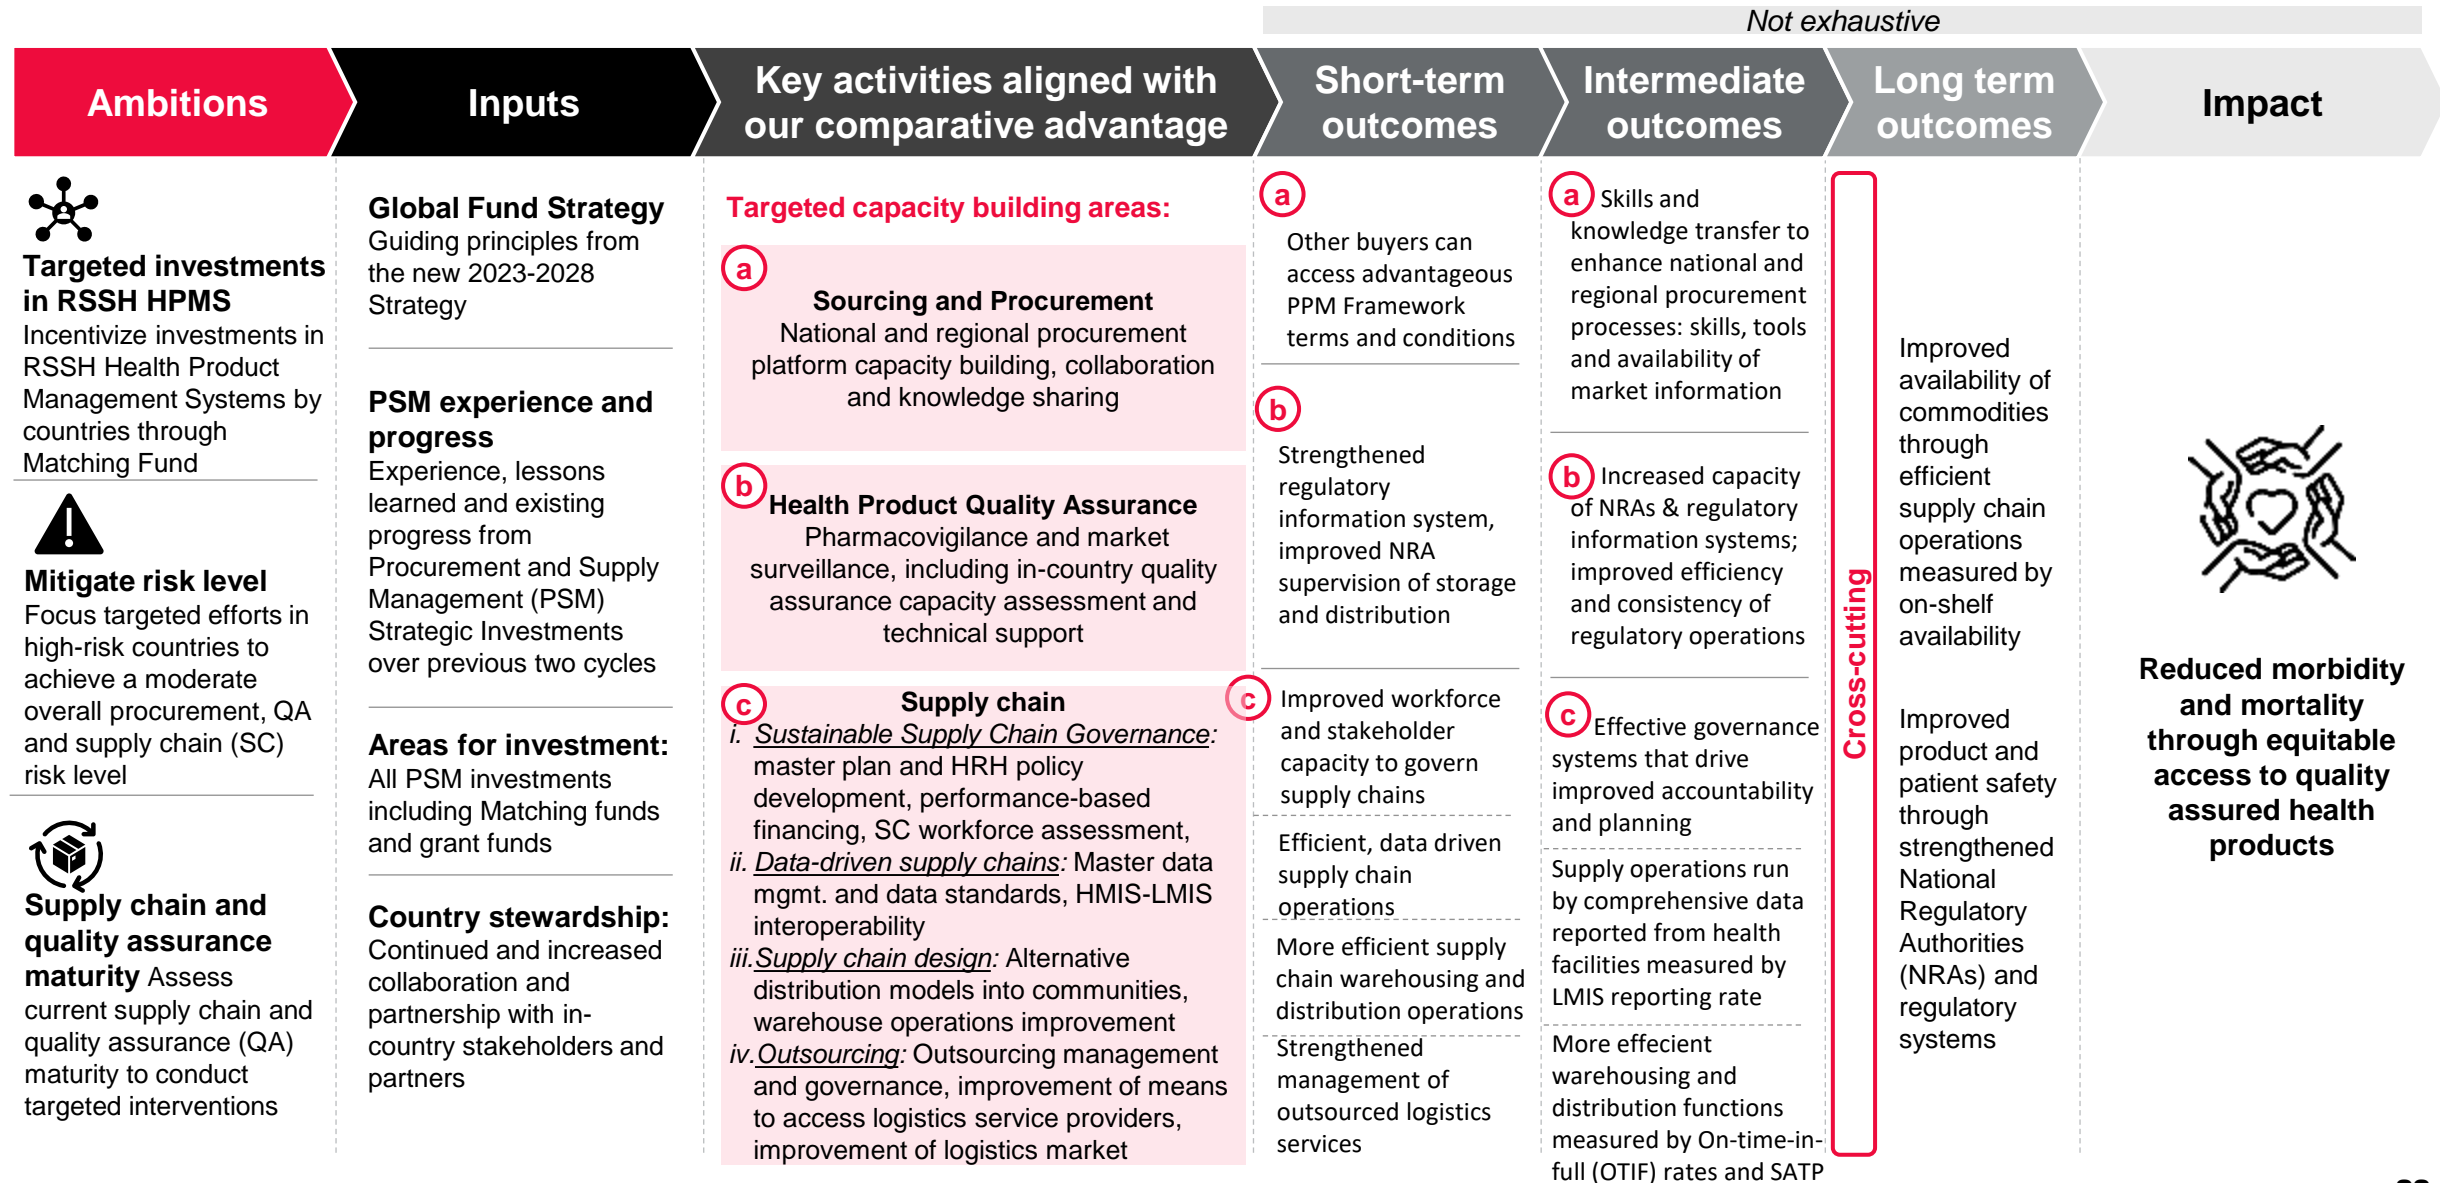 Not exhaustive
Ambitions
Inputs
Key activities aligned with
our comparative advantage
Short-term
outcomes
Intermediate
outcomes
Long term
outcomes
Impact
Targeted investments
in RSSH HPMS
Incentivize investments in
RSSH Health Product
Management Systems by
countries through
Matching Fund
Mitigate risk level
Focus targeted efforts in
high-risk countries to
achieve a moderate
overall procurement, QA
and supply chain (SC)
risk level
Supply chain and
quality assurance
maturity Assess
current supply chain and
quality assurance (QA)
maturity to conduct
targeted interventions
Global Fund Strategy
Guiding principles from
the new 2023-2028
Strategy
PSM experience and
progress
Experience, lessons
learned and existing
progress from
Procurement and Supply
Management (PSM)
Strategic Investments
over previous two cycles
Areas for investment:
All PSM investments
including Matching funds
and grant funds
Country stewardship:
Continued and increased
collaboration and
partnership with in-
country stakeholders and
partners
Targeted capacity building areas:
a
Sourcing and Procurement
National and regional procurement
platform capacity building, collaboration
and knowledge sharing
b
Health Product Quality Assurance
Pharmacovigilance and market
surveillance, including in-country quality
assurance capacity assessment and
technical support
c
Supply chain
i. Sustainable Supply Chain Governance:
master plan and HRH policy
development, performance-based
financing, SC workforce assessment,
ii. Data-driven supply chains: Master data
mgmt. and data standards, HMIS-LMIS
interoperability
iii. Supply chain design: Alternative
distribution models into communities,
warehouse operations improvement
iv. Outsourcing: Outsourcing management
and governance, improvement of means
to access logistics service providers,
improvement of logistics market
a
Other buyers can
access advantageous
PPM Framework
terms and conditions
b
Strengthened
regulatory
information system,
improved NRA
supervision of storage
and distribution
c Improved workforce
and stakeholder
capacity to govern
supply chains
Efficient, data driven
supply chain
operations
More efficient supply
chain warehousing and
distribution operations
Strengthened
management of
outsourced logistics
services
a Skills and
knowledge transfer to
enhance national and
regional procurement
processes: skills, tools
and availability of
market information
b Increased capacity
of NRAs & regulatory
information systems;
improved efficiency
and consistency of
regulatory operations
c Effective governance
systems that drive
improved accountability
and planning
Supply operations run
by comprehensive data
reported from health
facilities measured by
LMIS reporting rate
More effecient
warehousing and
distribution functions
measured by On-time-in-
full (OTIF) rates and SATP
Cross-cutting
Improved
availability of
commodities
through
efficient
supply chain
operations
measured by
on-shelf
availability
Improved
product and
patient safety
through
strengthened
National
Regulatory
Authorities
(NRAs) and
regulatory
systems
Reduced morbidity
and mortality
through equitable
access to quality
assured health
products